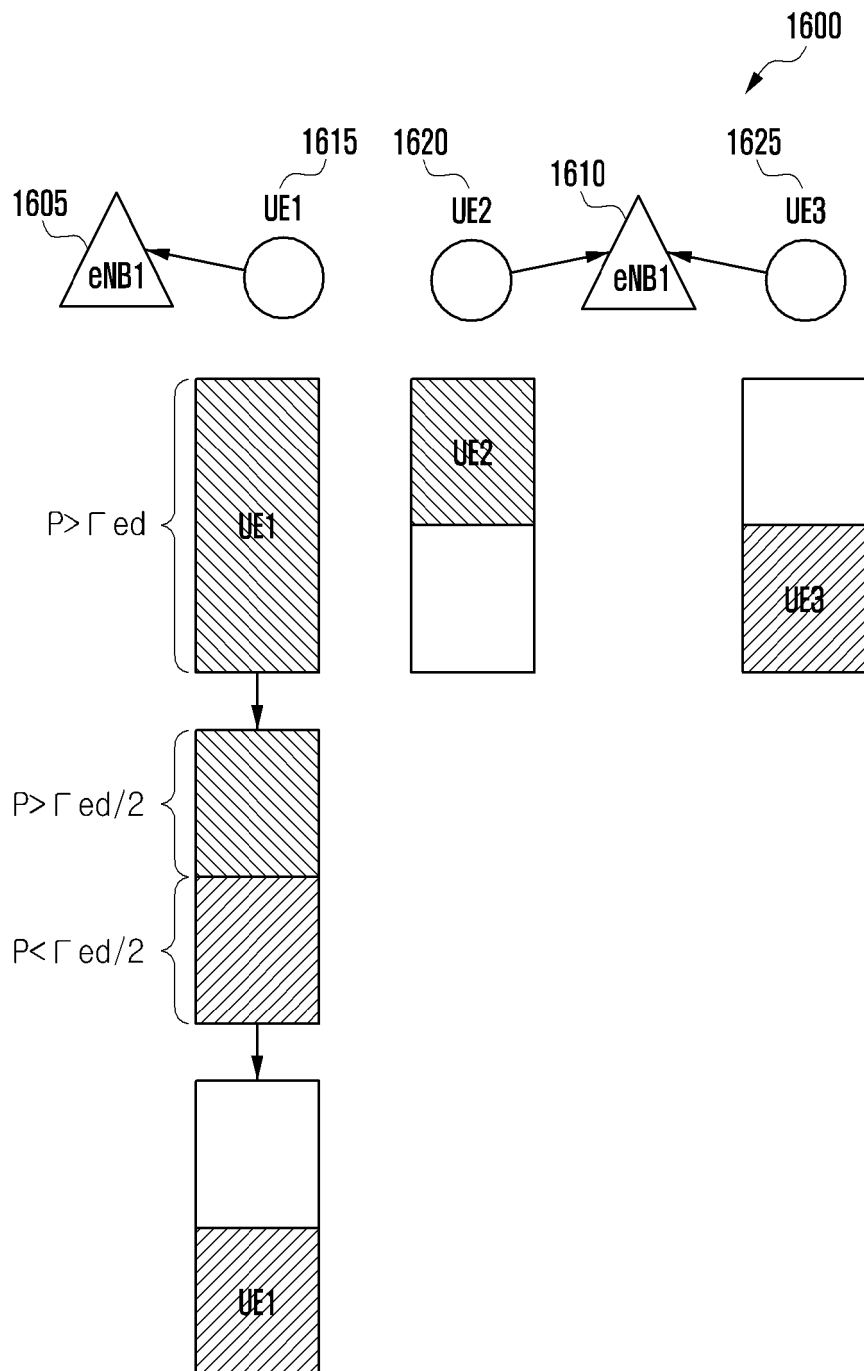 1600
1615
1620
1625
1605
UE1
UE2
1610
UE3
eNB1
eNB1
P>Γed
UE1
UE2
UE3
P>Γed/2
P<Γed/2
UE1